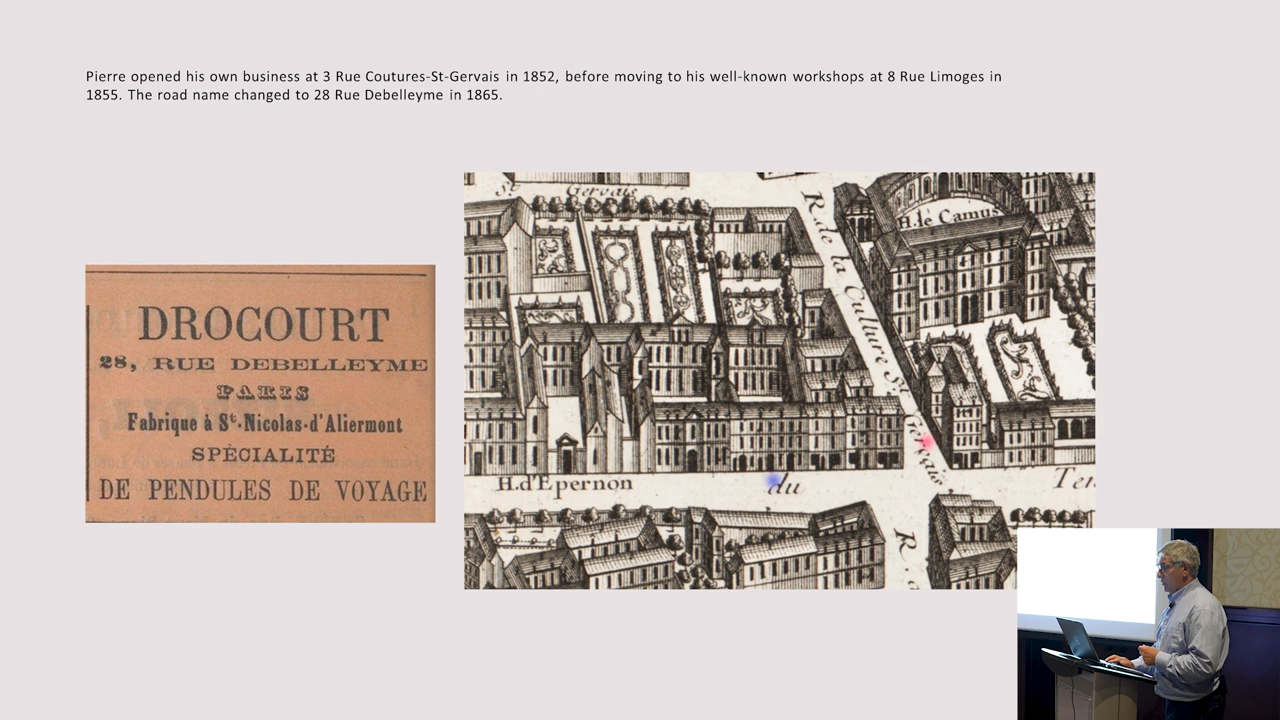 Pierre opened his own business at 3 Rue Coutures-St-Gervais in 1852, before moving to his well-known workshops at 8 Rue Limoges in
1855. The road name changed to 28 Rue Debelleyme in 1865.
DROCOURT
28, RUE DEBELLEYME
PARIS
Fabrique à St.Nicolas-d'Aliermont
SPÉCIALITÉ
DE PENDULES DE VOYAGE
St Gervais
H.le Camus
R. de la Culture St Gervais
H.d'Epernon
du
R.